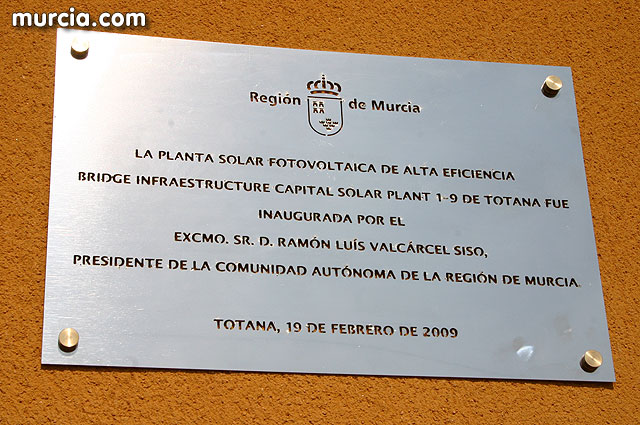 murcia.com
Región de Murcia
LA PLANTA SOLAR FOTOVOLTAICA DE ALTA EFICIENCIA
BRIDGE INFRAESTRUCTURE CAPITAL SOLAR PLANT 1-9 DE TOTANA FUE
INAUGURADA POR EL
EXCMO. SR. D. RAMÓN LUÍS VALCÁRCEL SISO,
PRESIDENTE DE LA COMUNIDAD AUTÓNOMA DE LA REGIÓN DE MURCIA
TOTANA, 19 DE FEBRERO DE 2009